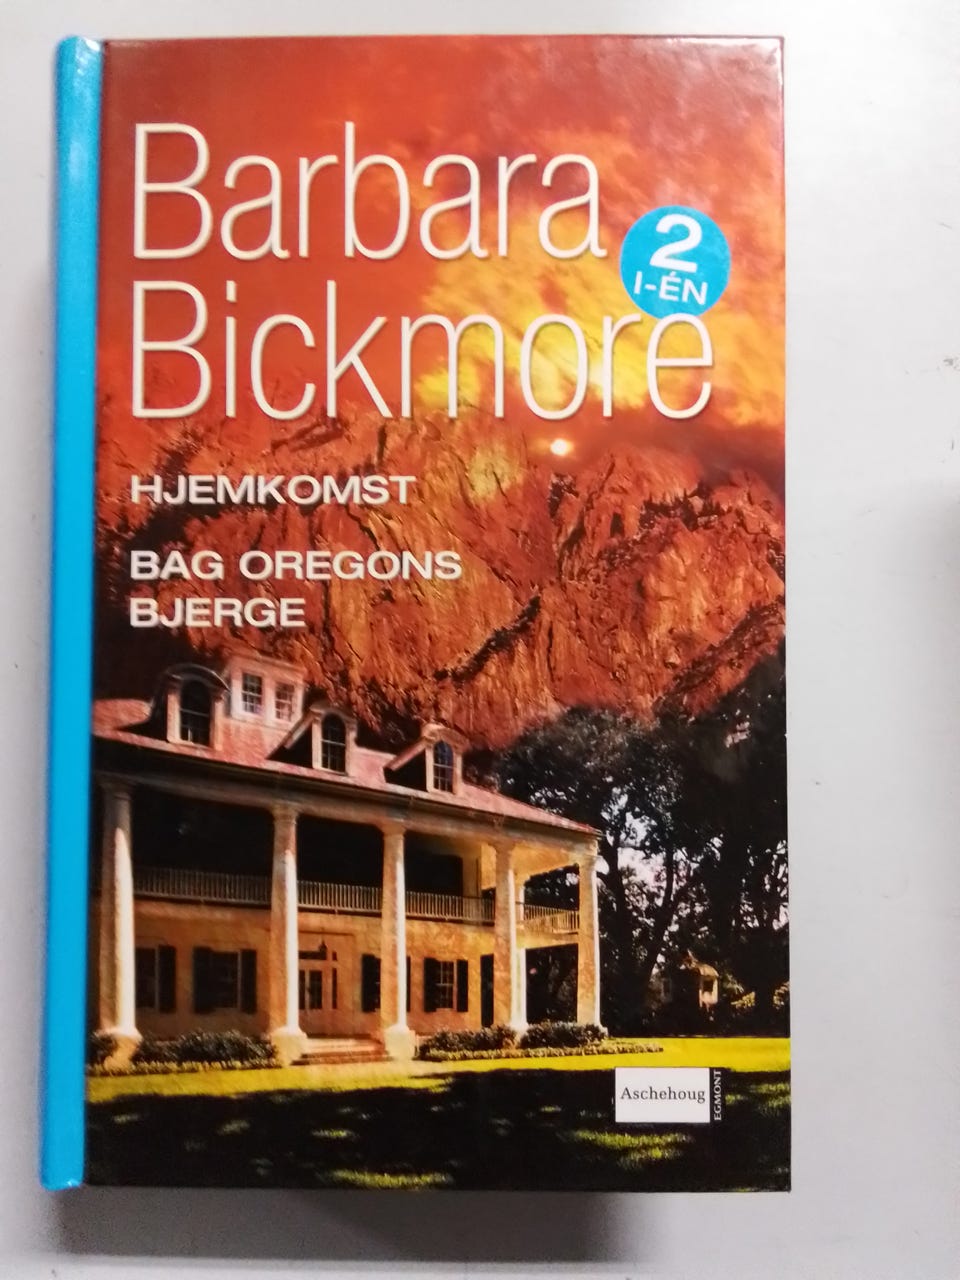 Barbara
Bickmore
2
I-ÉN
HJEMKOMST
BAG OREGONS
BJERGE
Aschehoug
EGMONT